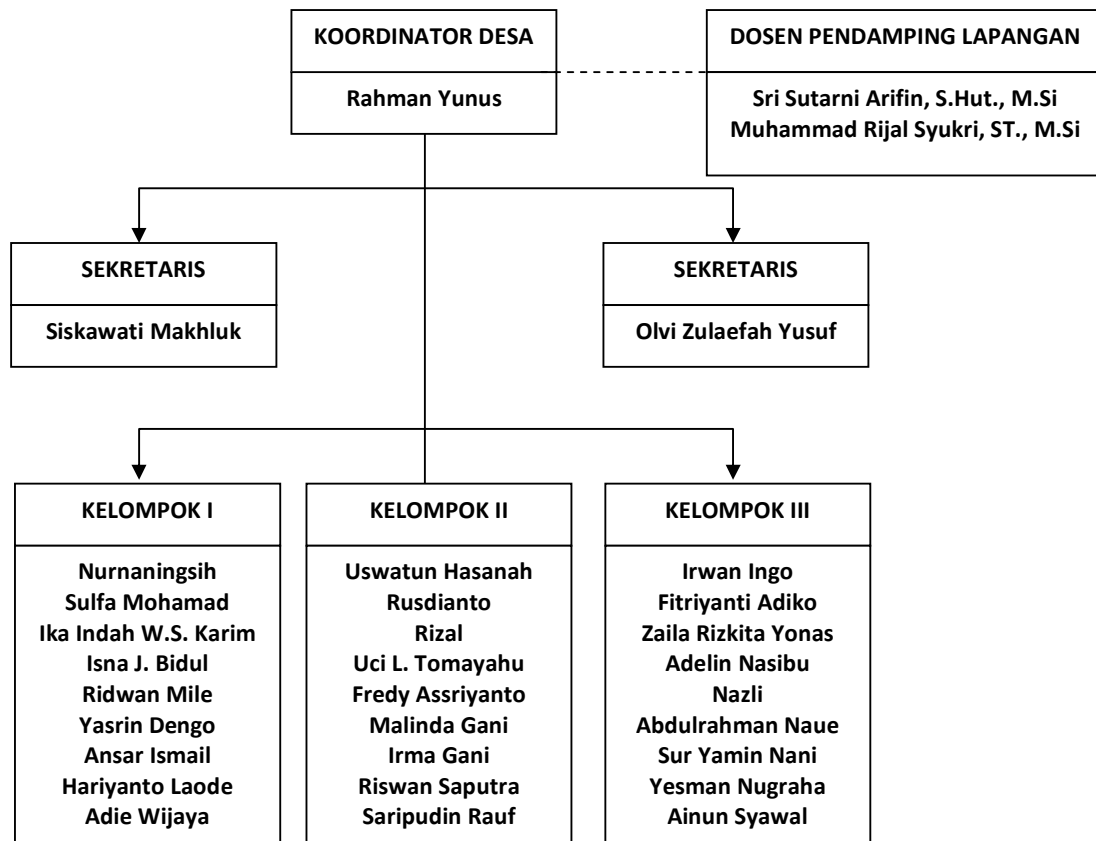 KOORDINATOR DESA
Rahman Yunus
DOSEN PENDAMPING LAPANGAN
Sri Sutarni Arifin, S.Hut., M.Si
Muhammad Rijal Syukri, ST., M.Si
SEKRETARIS
Siskawati Makhluk
SEKRETARIS
Olvi Zulaefah Yusuf
KELOMPOK I
Nurnaningsih
Sulfa Mohamad
Ika Indah W.S. Karim
Isna J. Bidul
Ridwan Mile
Yasrin Dengo
Ansar Ismail
Hariyanto Laode
Adie Wijaya
KELOMPOK II
Uswatun Hasanah
Rusdianto
Rizal
Uci L. Tomayahu
Fredy Assriyanto
Malinda Gani
Irma Gani
Riswan Saputra
Saripudin Rauf
KELOMPOK III
Irwan Ingo
Fitriyanti Adiko
Zaila Rizkita Yonas
Adelin Nasibu
Nazli
Abdulrahman Naue
Sur Yamin Nani
Yesman Nugraha
Ainun Syawal